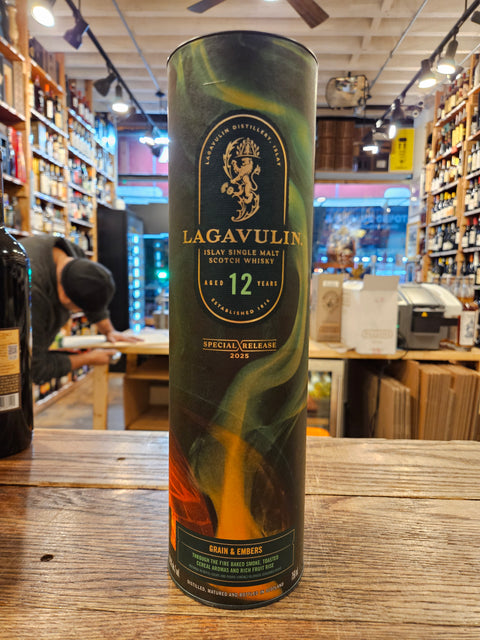 LAGAVULIN DISTILLERY, ISLAY
LAGAVULIN
ISLAY SINGLE MALT
SCOTCH WHISKY
AGED 12 YEARS
ESTABLISHED 1816
SPECIAL RELEASE
2025
GRAIN & EMBERS
THROUGH THE FIRE BAKED SMOKE, TOASTED
CEREAL AROMAS AND RICH FRUIT RISE
DISTILLED, MATURED AND BOTTLED IN SCOTLAND